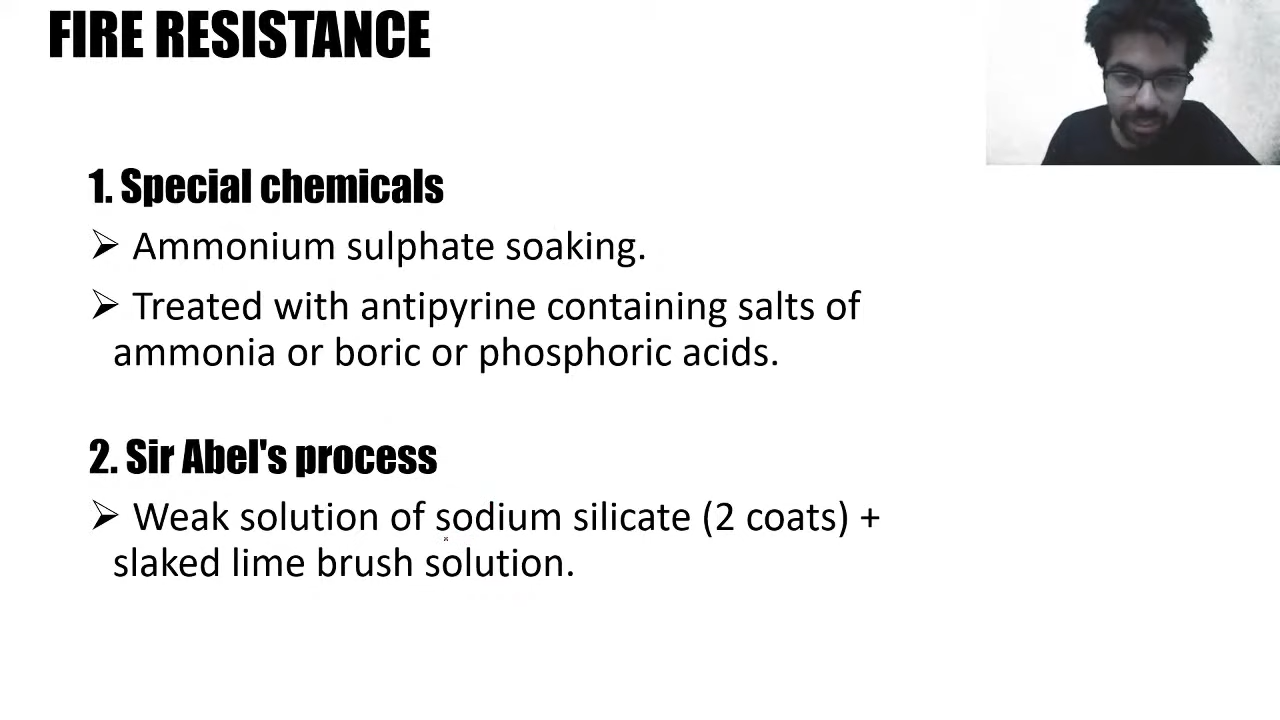 FIRE RESISTANCE
1. Special chemicals
➢ Ammonium sulphate soaking.
➢ Treated with antipyrine containing salts of
ammonia or boric or phosphoric acids.
2. Sir Abel's process
➢ Weak solution of sodium silicate (2 coats) +
slaked lime brush solution.